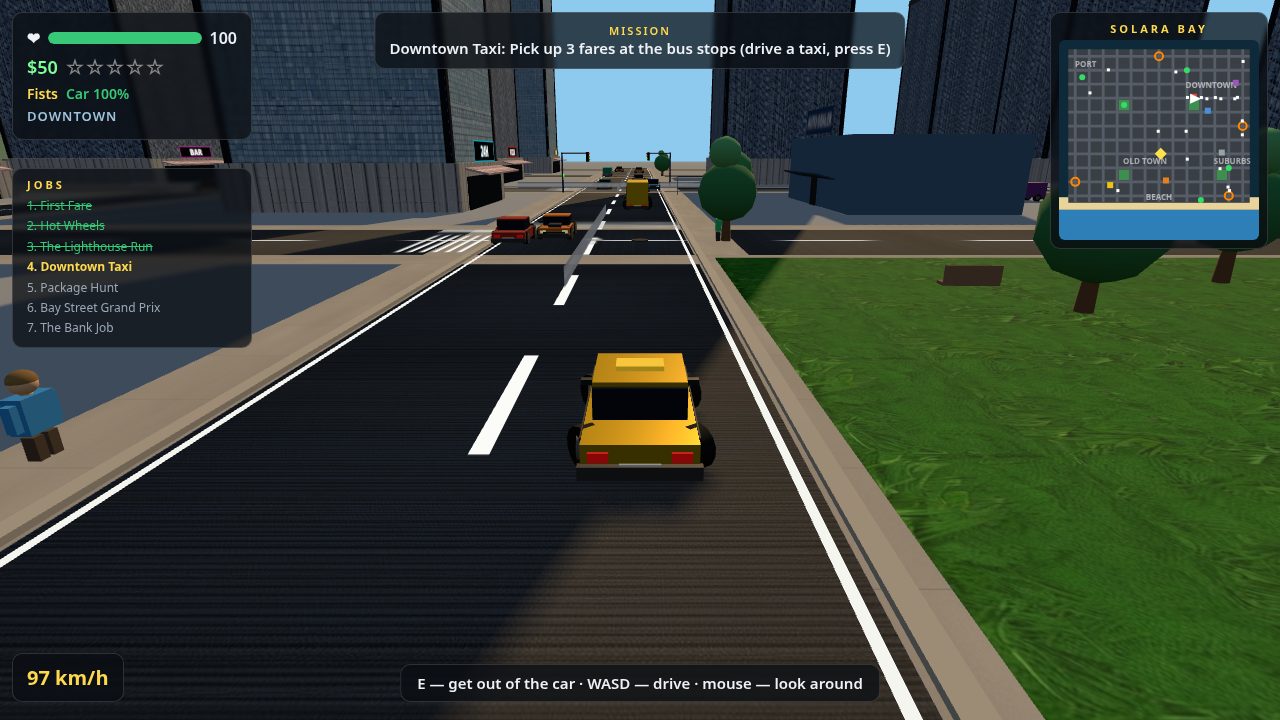 ❤ 100
$50 ☆☆☆☆☆
Fists Car 100%
DOWNTOWN
JOBS
1. First Fare
2. Hot Wheels
3. The Lighthouse Run
4. Downtown Taxi
5. Package Hunt
6. Bay Street Grand Prix
7. The Bank Job
MISSION
Downtown Taxi: Pick up 3 fares at the bus stops (drive a taxi, press E)
SOLARA BAY
PORT
DOWNTOWN
OLD TOWN
SUBURBS
BEACH
BAR
24H
97 km/h
E — get out of the car · WASD — drive · mouse — look around